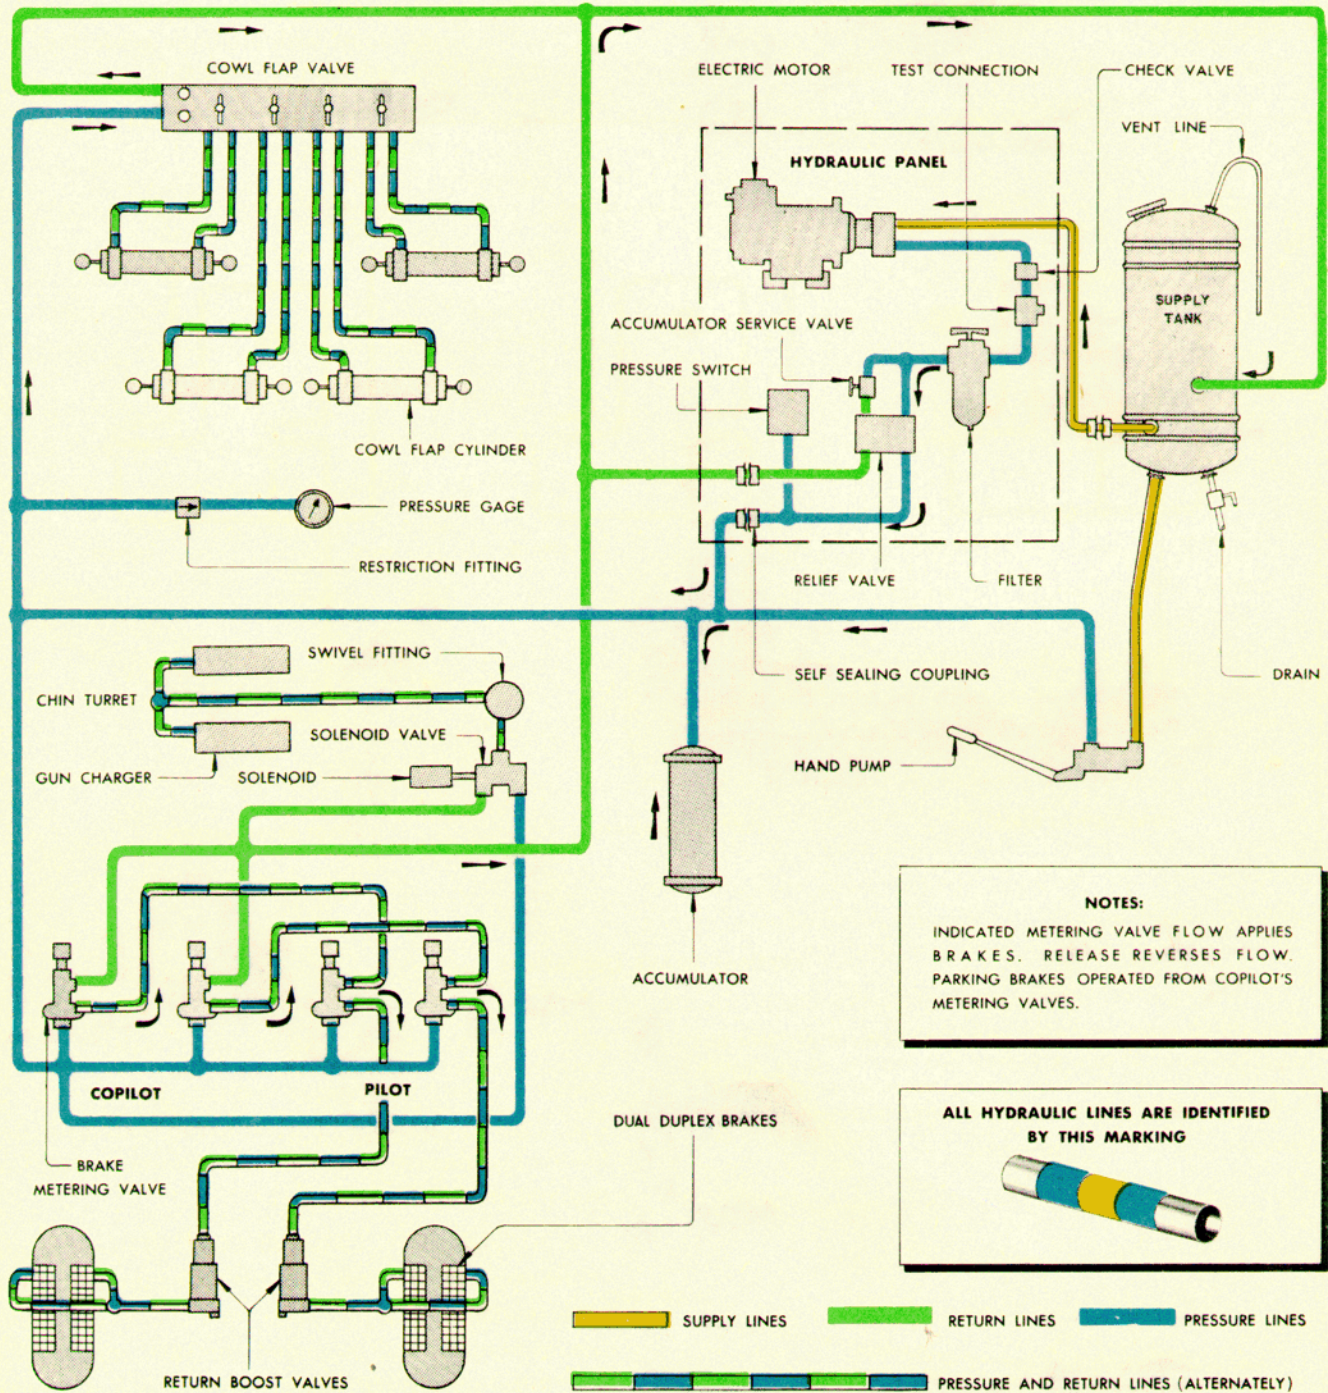 COWL FLAP VALVE
ELECTRIC MOTOR
TEST CONNECTION
CHECK VALVE
VENT LINE
HYDRAULIC PANEL
SUPPLY
TANK
ACCUMULATOR SERVICE VALVE
PRESSURE SWITCH
COWL FLAP CYLINDER
PRESSURE GAGE
RESTRICTION FITTING
RELIEF VALVE
FILTER
SWIVEL FITTING
SELF SEALING COUPLING
DRAIN
CHIN TURRET
SOLENOID VALVE
GUN CHARGER
SOLENOID
HAND PUMP
ACCUMULATOR
NOTES:
INDICATED METERING VALVE FLOW APPLIES
BRAKES. RELEASE REVERSES FLOW.
PARKING BRAKES OPERATED FROM COPILOT'S
METERING VALVES.
COPILOT
PILOT
DUAL DUPLEX BRAKES
ALL HYDRAULIC LINES ARE IDENTIFIED
BY THIS MARKING
BRAKE
METERING VALVE
SUPPLY LINES
RETURN LINES
PRESSURE LINES
RETURN BOOST VALVES
PRESSURE AND RETURN LINES (ALTERNATELY)